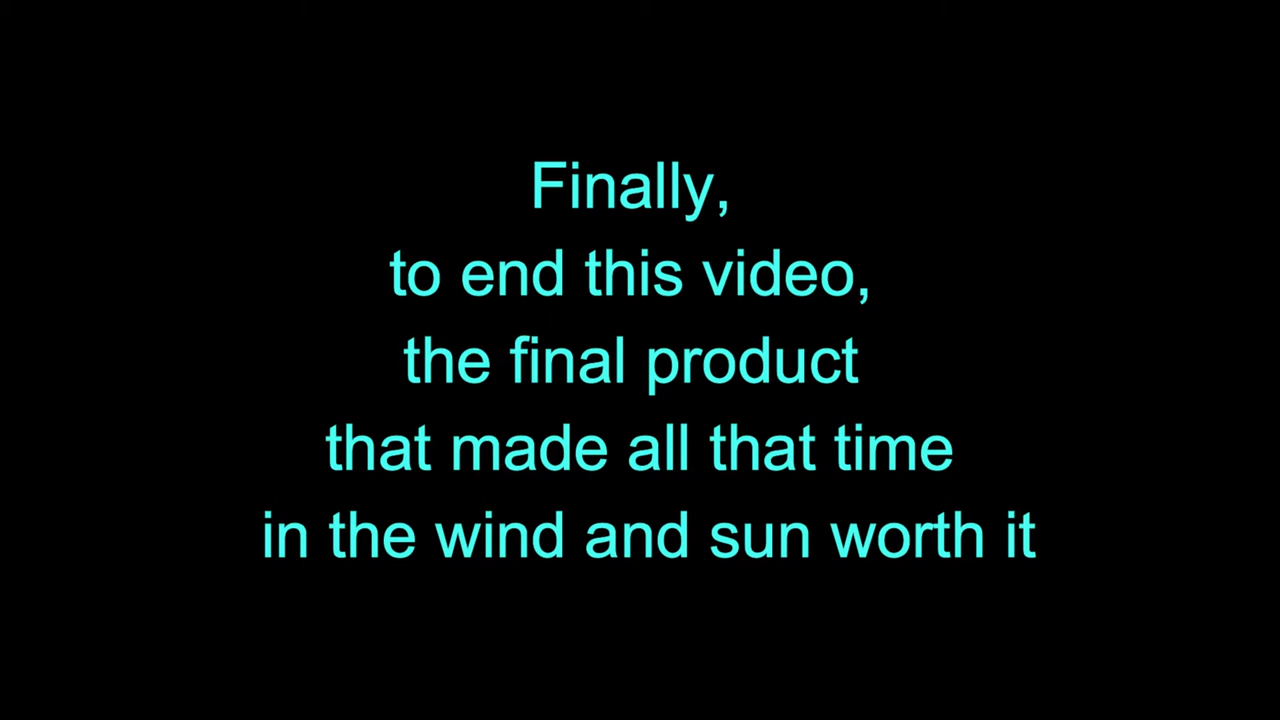 Finally,
to end this video,
the final product
that made all that time
in the wind and sun worth it